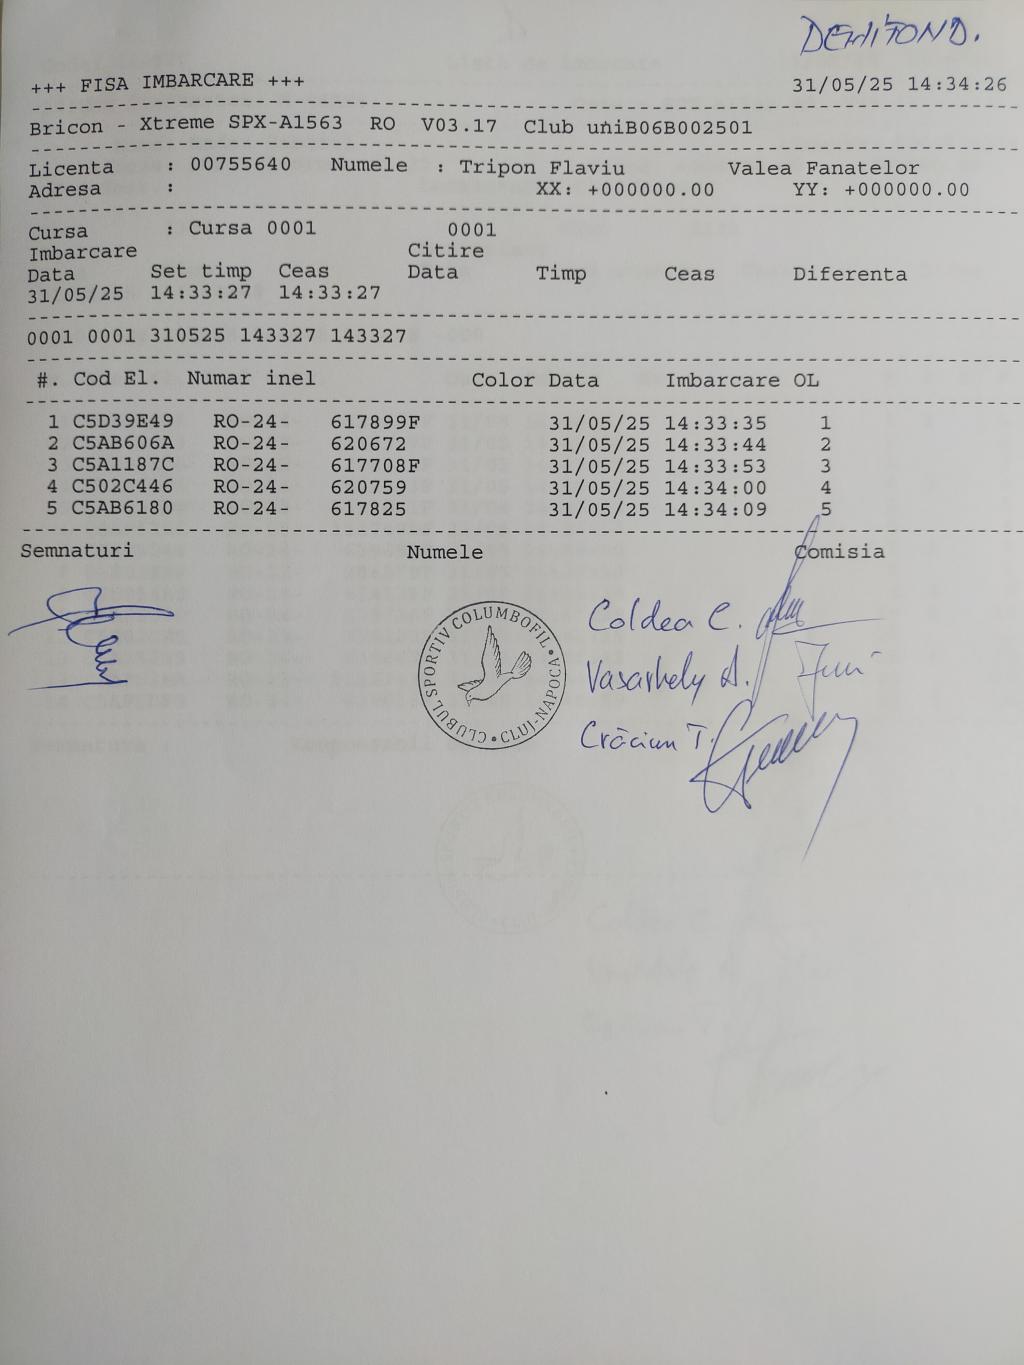 DEMIFOND.
+++ FISA IMBARCARE +++ 31/05/25 14:34:26
Bricon - Xtreme SPX-A1563 RO V03.17 Club uniB06B002501
Licenta : 00755640 Numele : Tripon Flaviu Valea Fanatelor
Adresa : XX: +000000.00 YY: +000000.00
Cursa : Cursa 0001 0001
Imbarcare Citire
Data Set timp Ceas Data Timp Ceas Diferenta
31/05/25 14:33:27 14:33:27
0001 0001 310525 143327 143327
#. Cod El. Numar inel Color Data Imbarcare OL
1 C5D39E49 RO-24- 617899F 31/05/25 14:33:35 1
2 C5AB606A RO-24- 620672 31/05/25 14:33:44 2
3 C5A1187C RO-24- 617708F 31/05/25 14:33:53 3
4 C502C446 RO-24- 620759 31/05/25 14:34:00 4
5 C5AB6180 RO-24- 617825 31/05/25 14:34:09 5
Semnaturi Numele Comisia
CLUBUL SPORTIV COLUMBOFIL • CLUJ-NAPOCA •
Coldea C.
Vasarhely A.
Crăciun T.